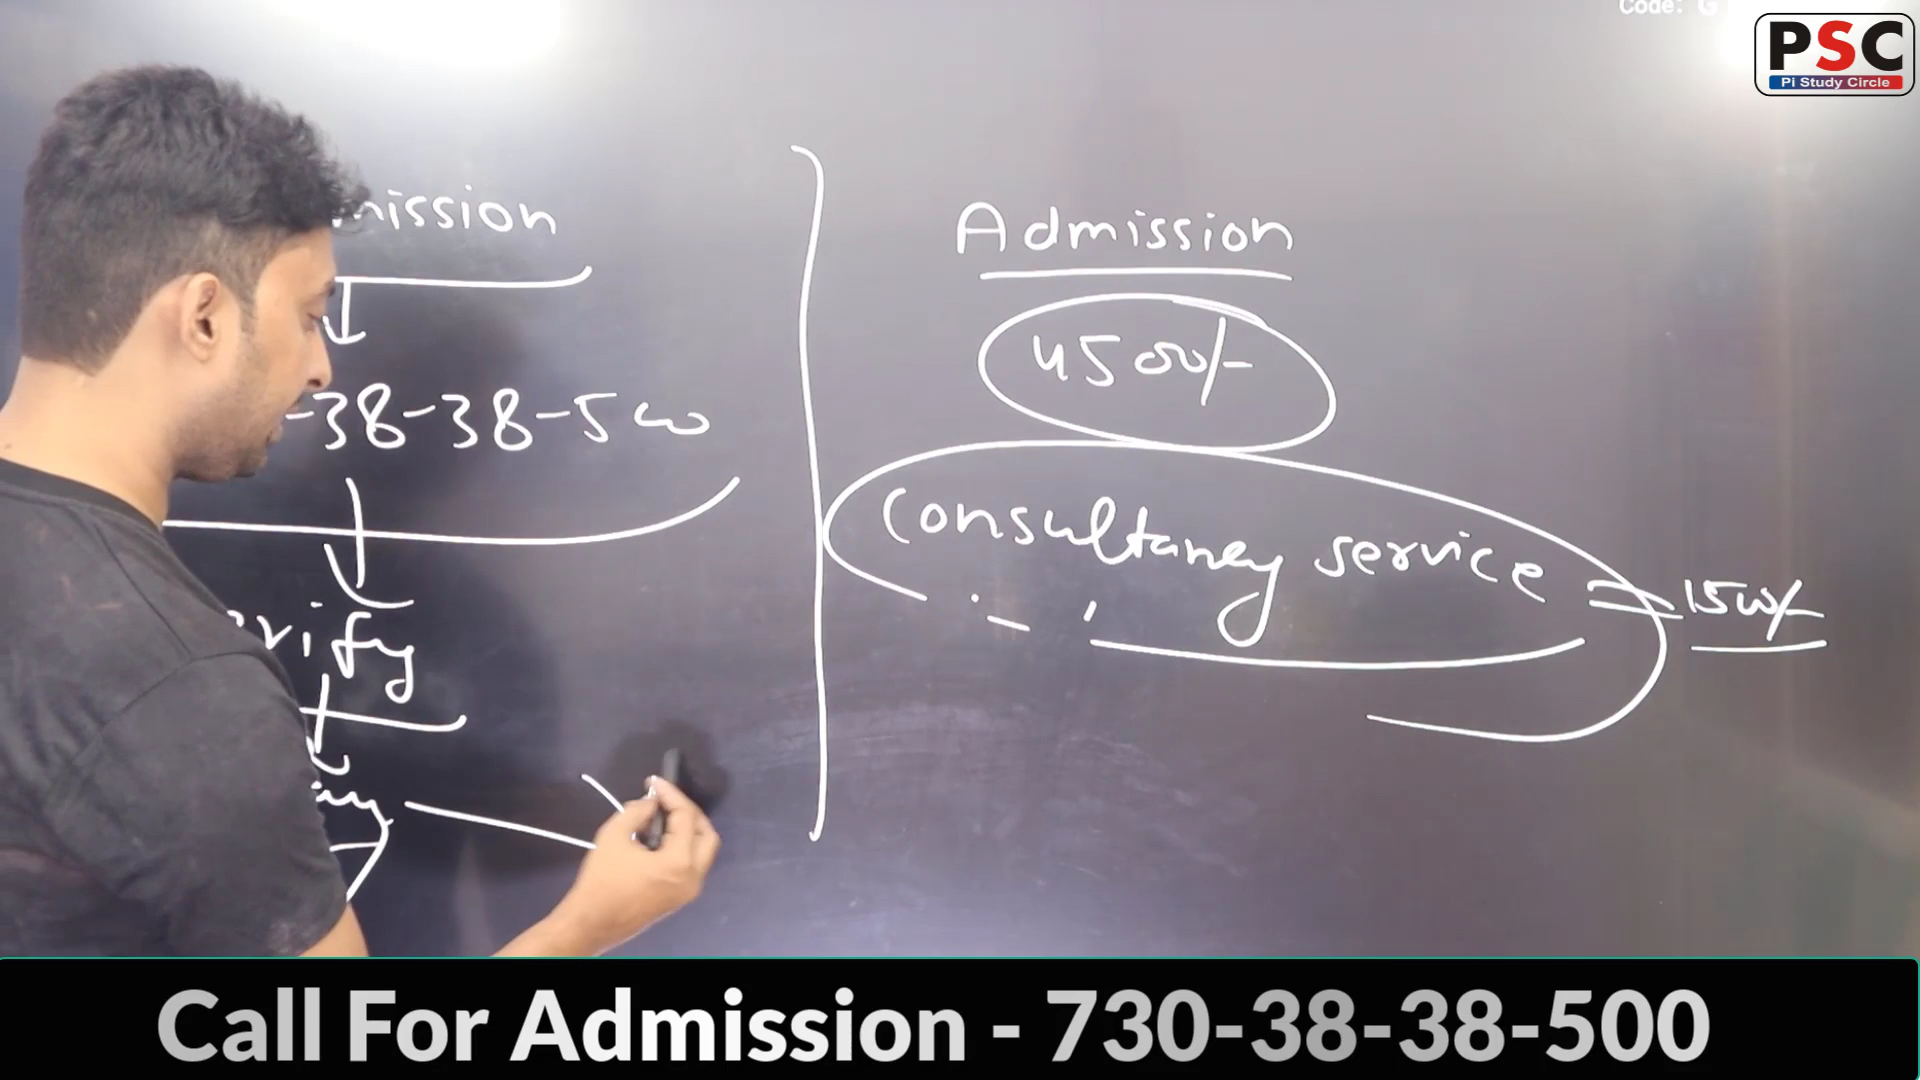 Code: G
PSC
Pi Study Circle
mission
-38-38-500
erify
Admission
4500/-
Consultancy service = 1500/-
Call For Admission - 730-38-38-500